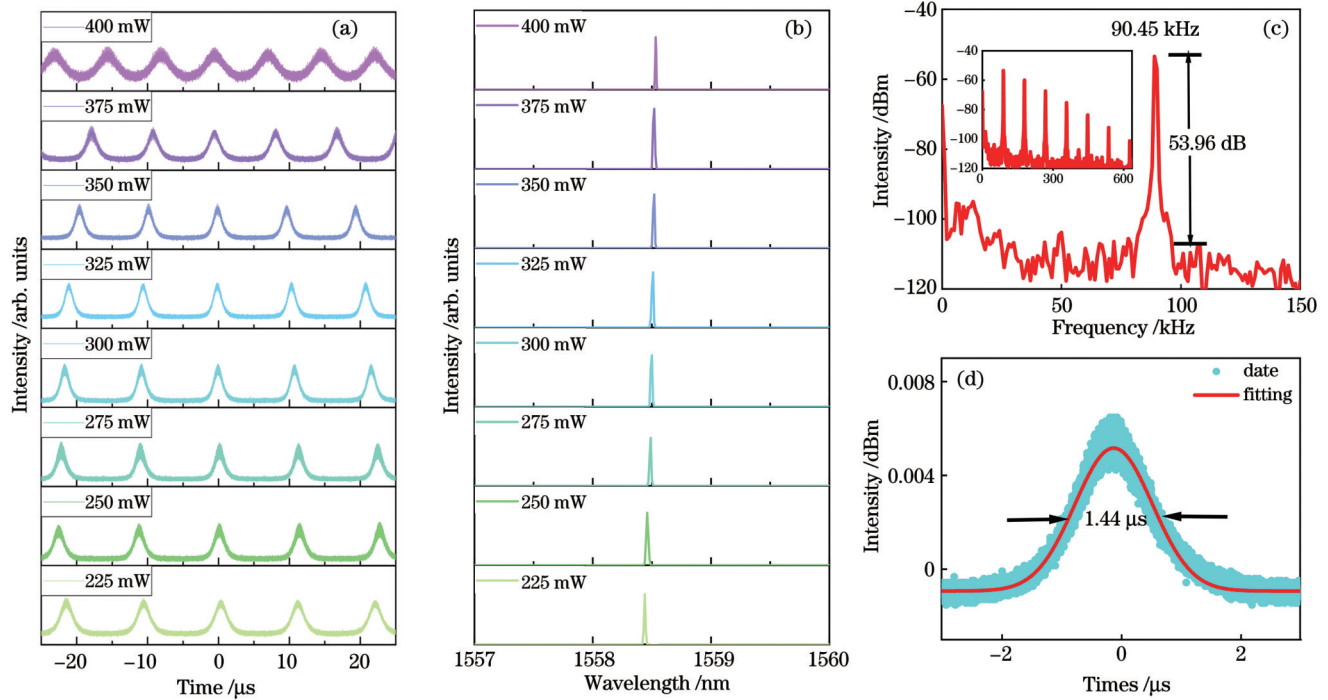 (a)
400 mW
375 mW
350 mW
325 mW
300 mW
275 mW
250 mW
225 mW
Intensity /arb. units
−20 −10 0 10 20
Time /μs
(b)
400 mW
375 mW
350 mW
325 mW
300 mW
275 mW
250 mW
225 mW
Intensity /arb. units
1557 1558 1559 1560
Wavelength /nm
(c)
90.45 kHz
53.96 dB
−40
−60
−80
−100
−120
Intensity /dBm
0 50 100 150
Frequency /kHz
−40
−60
−80
−100
−120
0 300 600
(d)
date
fitting
1.44 μs
0.008
0.004
0
Intensity /dBm
−2 0 2
Times /μs